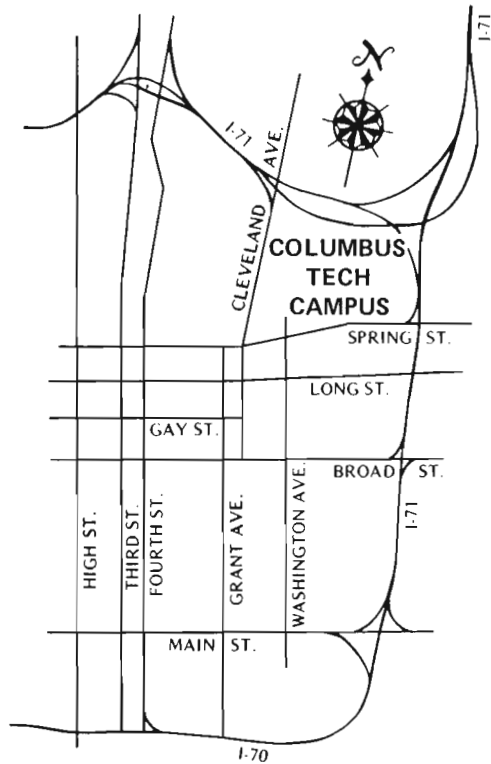 I-71
N
I-71
CLEVELAND AVE.
COLUMBUS
TECH
CAMPUS
SPRING ST.
LONG ST.
GAY ST.
BROAD ST.
HIGH ST.
THIRD ST.
FOURTH ST.
GRANT AVE.
WASHINGTON AVE.
I-71
MAIN ST.
I-70